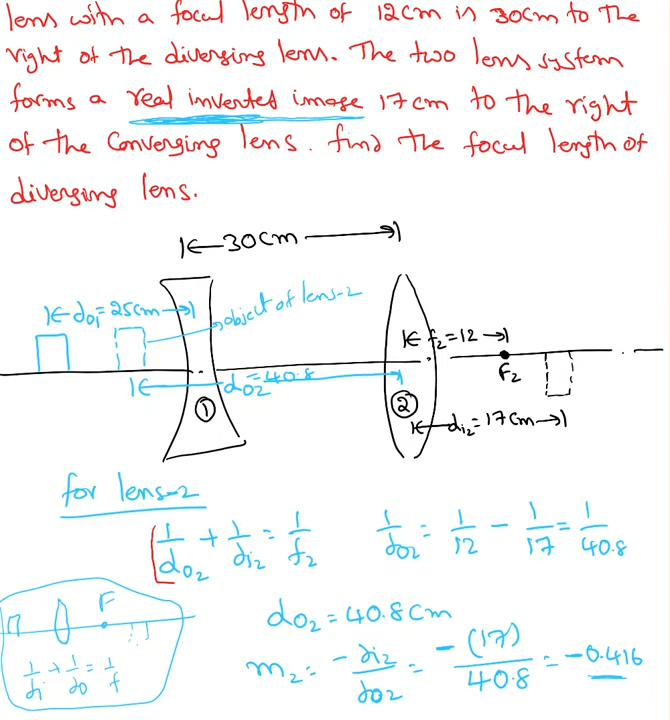 lens with a focal length of 12cm is 30cm to the
right of the diverging lens. The two lens system
forms a real inverted image 17 cm to the right
of the Converging lens. find the focal length of
diverging lens.
30cm
do₁ = 25cm
object of lens-2
f₂ = 12
do₂ = 40.8
F₂
1
2
di₂ = 17cm
for lens-2
1/do₂ + 1/di₂ = 1/f₂
1/do₂ = 1/12 - 1/17 = 1/40.8
F
1/di + 1/do = 1/f
do₂ = 40.8 cm
m₂ = -di₂/do₂ = -(17)/40.8 = -0.416